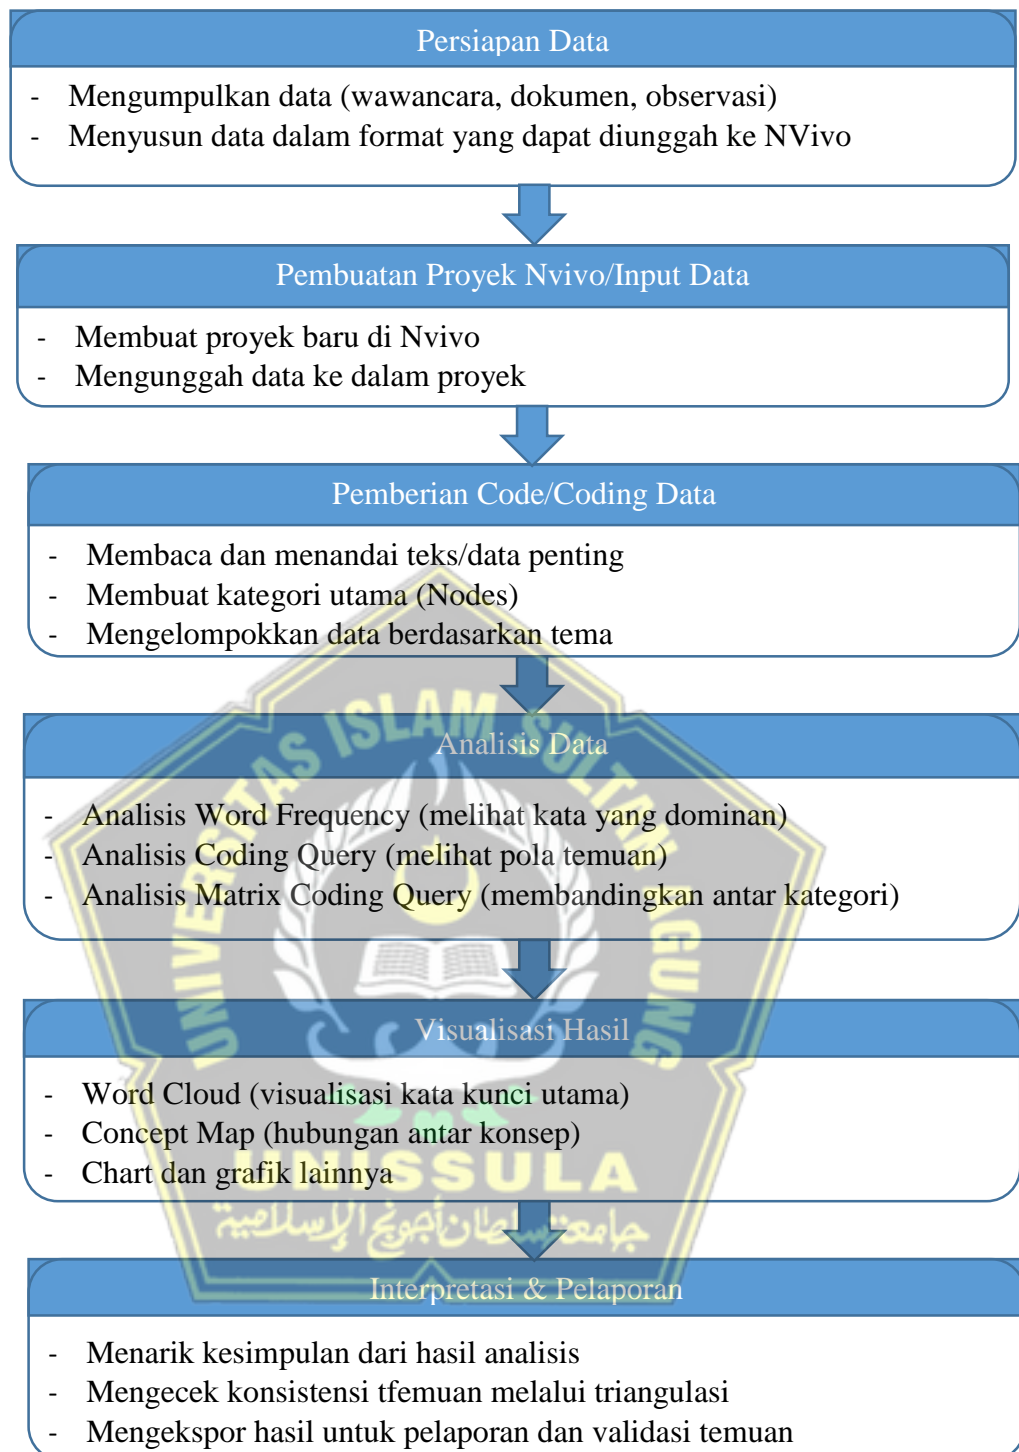 Persiapan Data
- Mengumpulkan data (wawancara, dokumen, observasi)
- Menyusun data dalam format yang dapat diunggah ke NVivo
Pembuatan Proyek Nvivo/Input Data
- Membuat proyek baru di Nvivo
- Mengunggah data ke dalam proyek
Pemberian Code/Coding Data
- Membaca dan menandai teks/data penting
- Membuat kategori utama (Nodes)
- Mengelompokkan data berdasarkan tema
UNIVERSITAS ISLAM SULTAN AGUNG
Analisis Data
- Analisis Word Frequency (melihat kata yang dominan)
- Analisis Coding Query (melihat pola temuan)
- Analisis Matrix Coding Query (membandingkan antar kategori)
Visualisasi Hasil
- Word Cloud (visualisasi kata kunci utama)
- Concept Map (hubungan antar konsep)
- Chart dan grafik lainnya
UNISSULA
جامعة سلطان أجونج الإسلامية
Interpretasi & Pelaporan
- Menarik kesimpulan dari hasil analisis
- Mengecek konsistensi tfemuan melalui triangulasi
- Mengekspor hasil untuk pelaporan dan validasi temuan